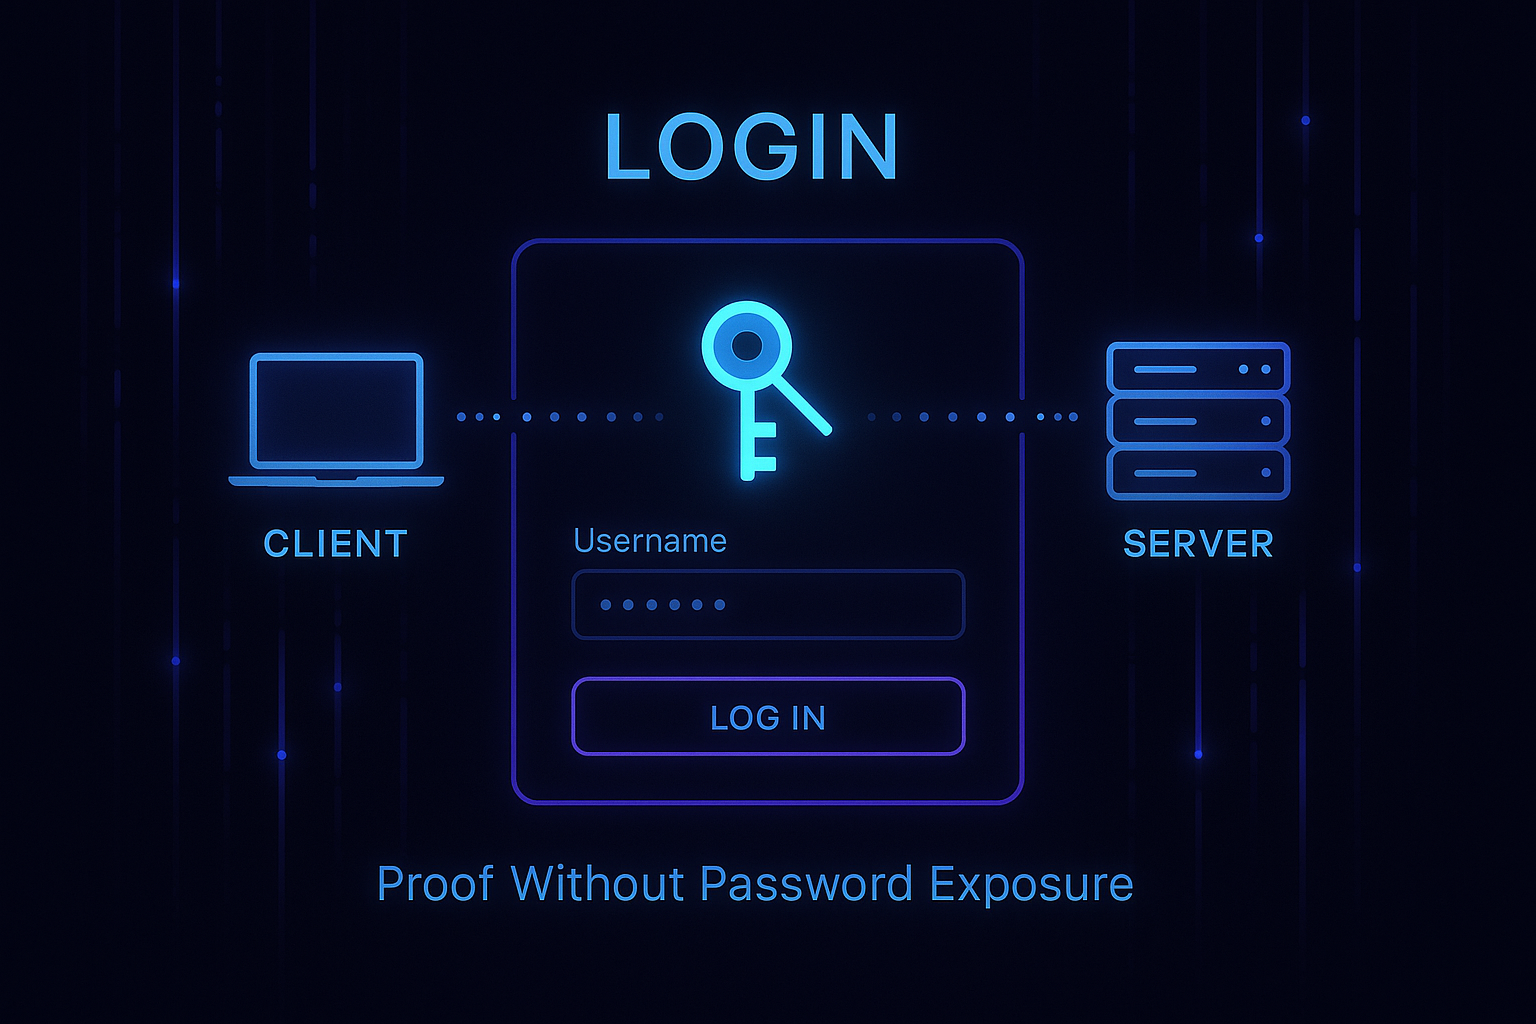 LOGIN
CLIENT
SERVER
Username
LOG IN
Proof Without Password Exposure